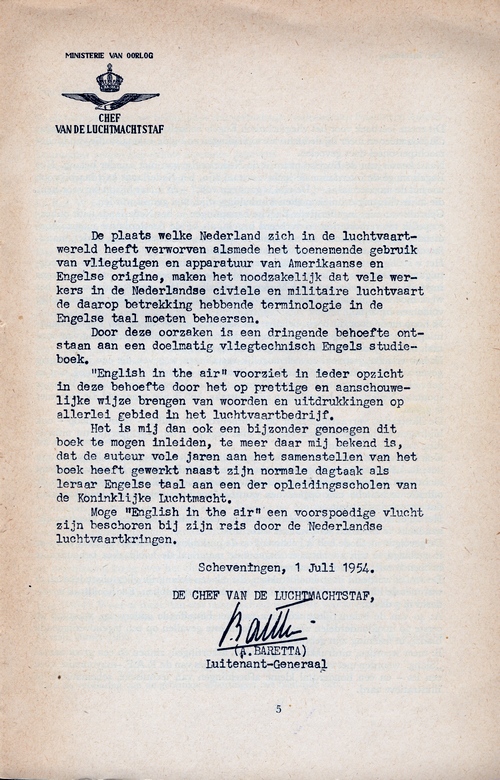 MINISTERIE VAN OORLOG
CHEF
VAN DE LUCHTMACHTSTAF
De plaats welke Nederland zich in de luchtvaart-
wereld heeft verworven alsmede het toenemende gebruik
van vliegtuigen en apparatuur van Amerikaanse en
Engelse origine, maken het noodzakelijk dat vele wer-
kers in de Nederlandse civiele en militaire luchtvaart
de daarop betrekking hebbende terminologie in de
Engelse taal moeten beheersen.
Door deze oorzaken is een dringende behoefte ont-
staan aan een doelmatig vliegtechnisch Engels studie-
boek.
"English in the air" voorziet in ieder opzicht
in deze behoefte door het op prettige en aanschouwe-
lijke wijze brengen van woorden en uitdrukkingen op
allerlei gebied in het luchtvaartbedrijf.
Het is mij dan ook een bijzonder genoegen dit
boek te mogen inleiden, te meer daar mij bekend is,
dat de auteur vole jaren aan het samenstellen van het
boek heeft gewerkt naast zijn normale dagtaak als
leraar Engelse taal aan een der opleidingsscholen van
de Koninklijke Luchtmacht.
Moge "English in the air" een voorspoedige vlucht
zijn beschoren bij zijn reis door de Nederlandse
luchtvaartkringen.
Scheveningen, 1 Juli 1954.
DE CHEF VAN DE LUCHTMACHTSTAF,
Baretta
(A. BARETTA)
Luitenant-Generaal
5